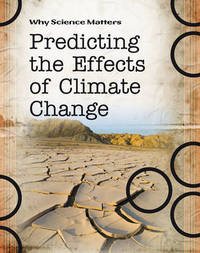 Why Science Matters
Predicting
the Effects
of Climate
Change